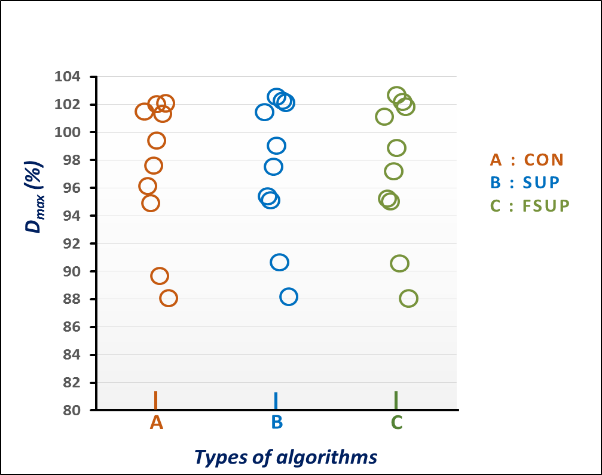 104
102
100
98
96
94
92
90
88
86
84
82
80
D max (%)
A B C
Types of algorithms
A : CON
B : SUP
C : FSUP